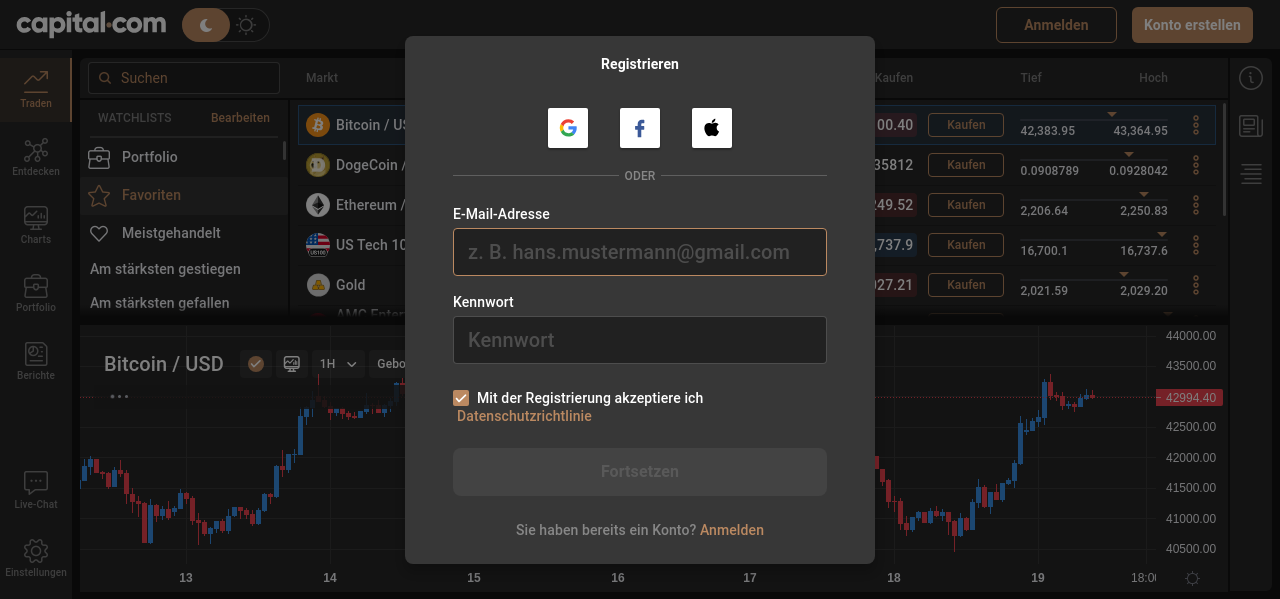 capital.com
Anmelden
Konto erstellen
Registrieren
Suchen
Markt
Kaufen
Tief
Hoch
Traden
WATCHLISTS
Bearbeiten
Portfolio
Favoriten
Meistgehandelt
Am stärksten gestiegen
Am stärksten gefallen
Entdecken
Charts
Portfolio
Berichte
Live-Chat
Einstellungen
Bitcoin / US
00.40
Kaufen
42,383.95
43,364.95
DogeCoin /
35812
Kaufen
0.0908789
0.0928042
Ethereum /
249.52
Kaufen
2,206.64
2,250.83
US100
US Tech 10
,737.9
Kaufen
16,700.1
16,737.6
Gold
027.21
Kaufen
2,021.59
2,029.20
ODER
E-Mail-Adresse
z. B. hans.mustermann@gmail.com
Kennwort
Kennwort
Mit der Registrierung akzeptiere ich
Datenschutzrichtlinie
Fortsetzen
Sie haben bereits ein Konto? Anmelden
Bitcoin / USD
1H
Gebo
44000.00
43500.00
42994.40
42500.00
42000.00
41500.00
41000.00
40500.00
13
14
15
16
17
18
19
18:00